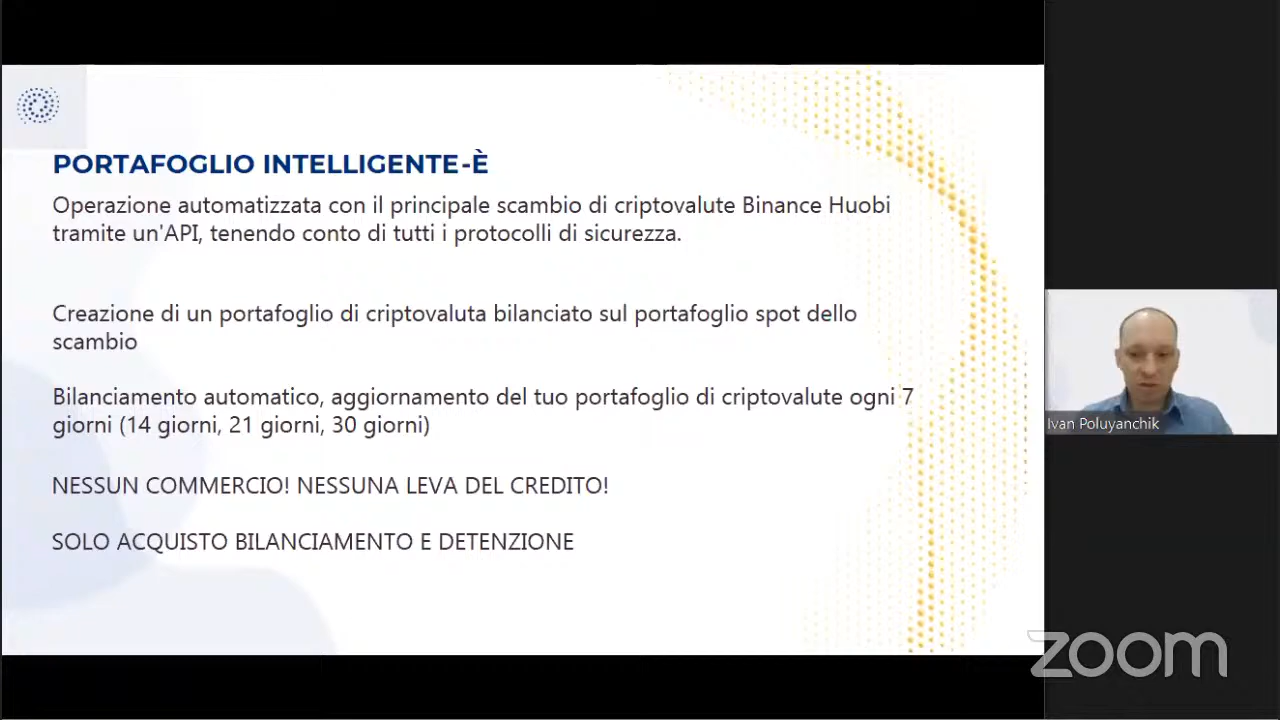 PORTAFOGLIO INTELLIGENTE-È
Operazione automatizzata con il principale scambio di criptovalute Binance Huobi
tramite un'API, tenendo conto di tutti i protocolli di sicurezza.
Creazione di un portafoglio di criptovaluta bilanciato sul portafoglio spot dello
scambio
Bilanciamento automatico, aggiornamento del tuo portafoglio di criptovalute ogni 7
giorni (14 giorni, 21 giorni, 30 giorni)
NESSUN COMMERCIO! NESSUNA LEVA DEL CREDITO!
SOLO ACQUISTO BILANCIAMENTO E DETENZIONE
Ivan Poluyanchik
zoom